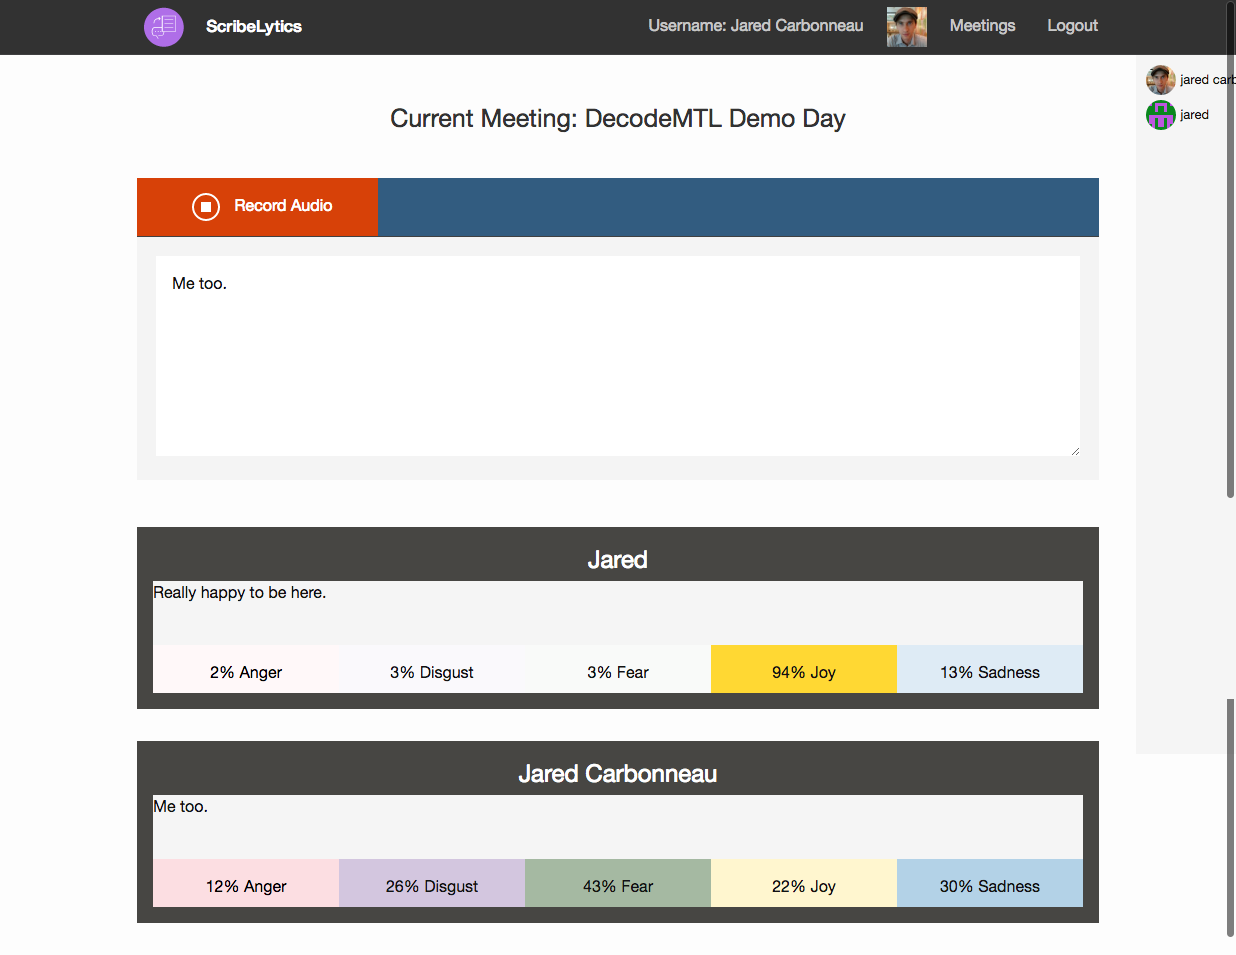 ScribeLytics
Username: Jared Carbonneau
Meetings
Logout
jared carb
jared
Current Meeting: DecodeMTL Demo Day
Record Audio
Me too.
Jared
Really happy to be here.
2% Anger
3% Disgust
3% Fear
94% Joy
13% Sadness
Jared Carbonneau
Me too.
12% Anger
26% Disgust
43% Fear
22% Joy
30% Sadness